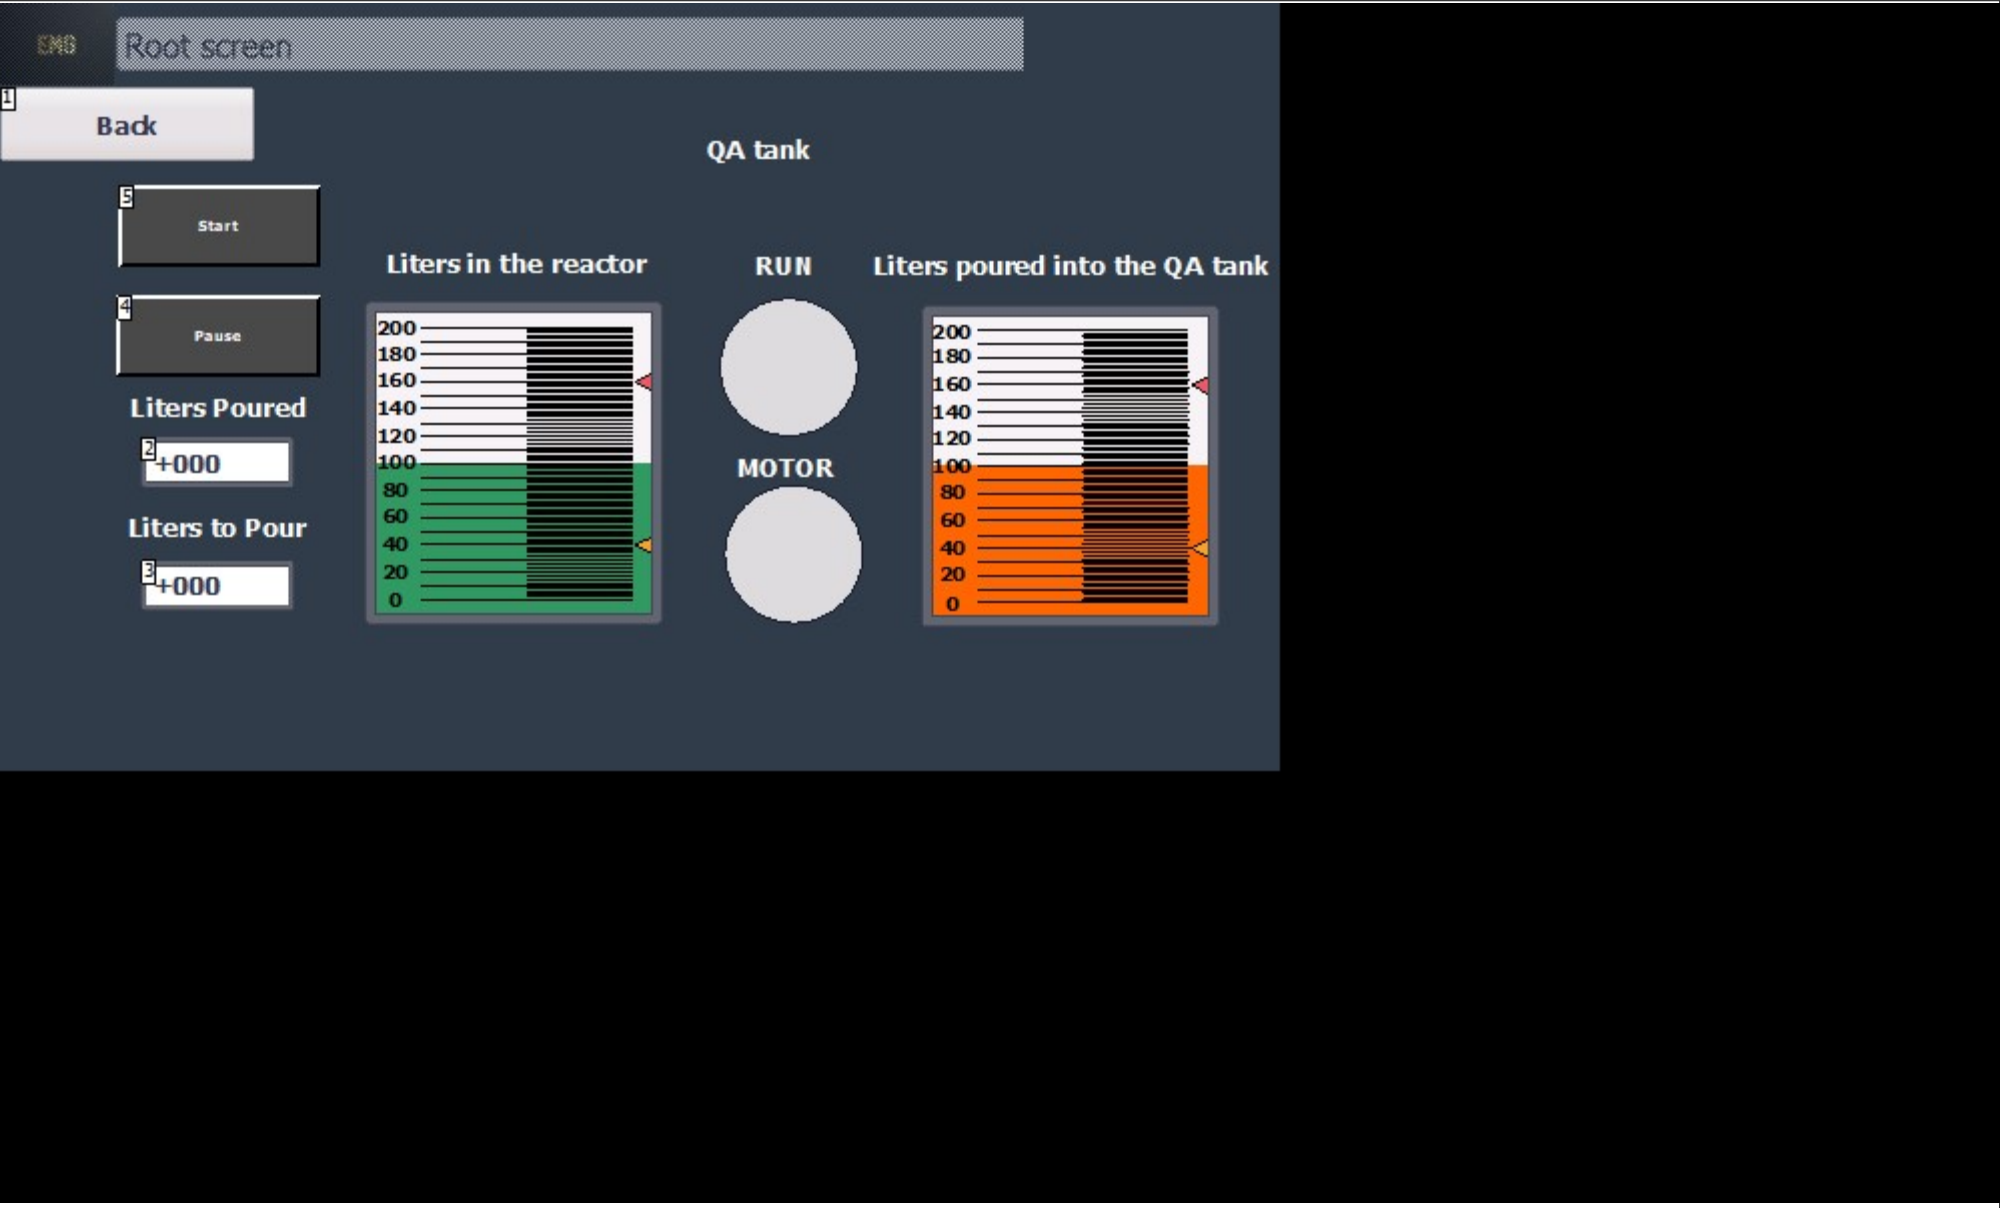 EMG
Root screen
1
Back
QA tank
5
Start
4
Pause
Liters Poured
2
+000
Liters to Pour
3
+000
Liters in the reactor
200
180
160
140
120
100
80
60
40
20
0
RUN
MOTOR
Liters poured into the QA tank
200
180
160
140
120
100
80
60
40
20
0